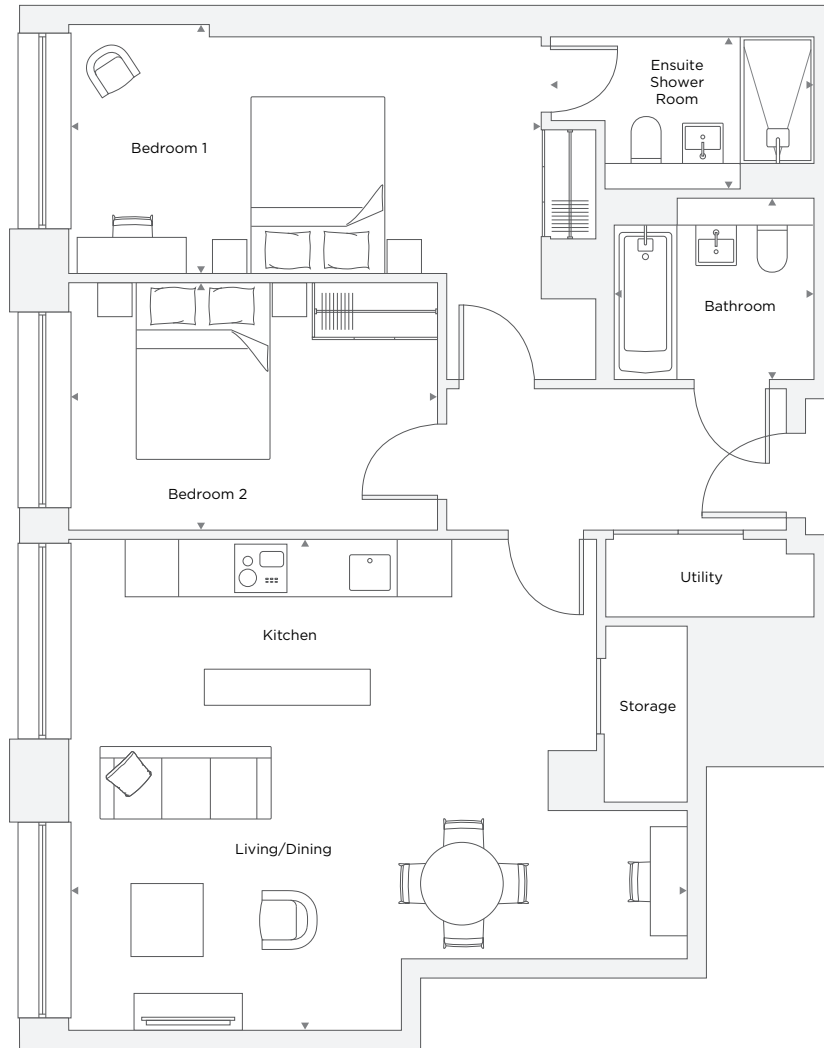 Ensuite
Shower
Room
Bedroom 1
Bathroom
Bedroom 2
Utility
Kitchen
Storage
Living/Dining